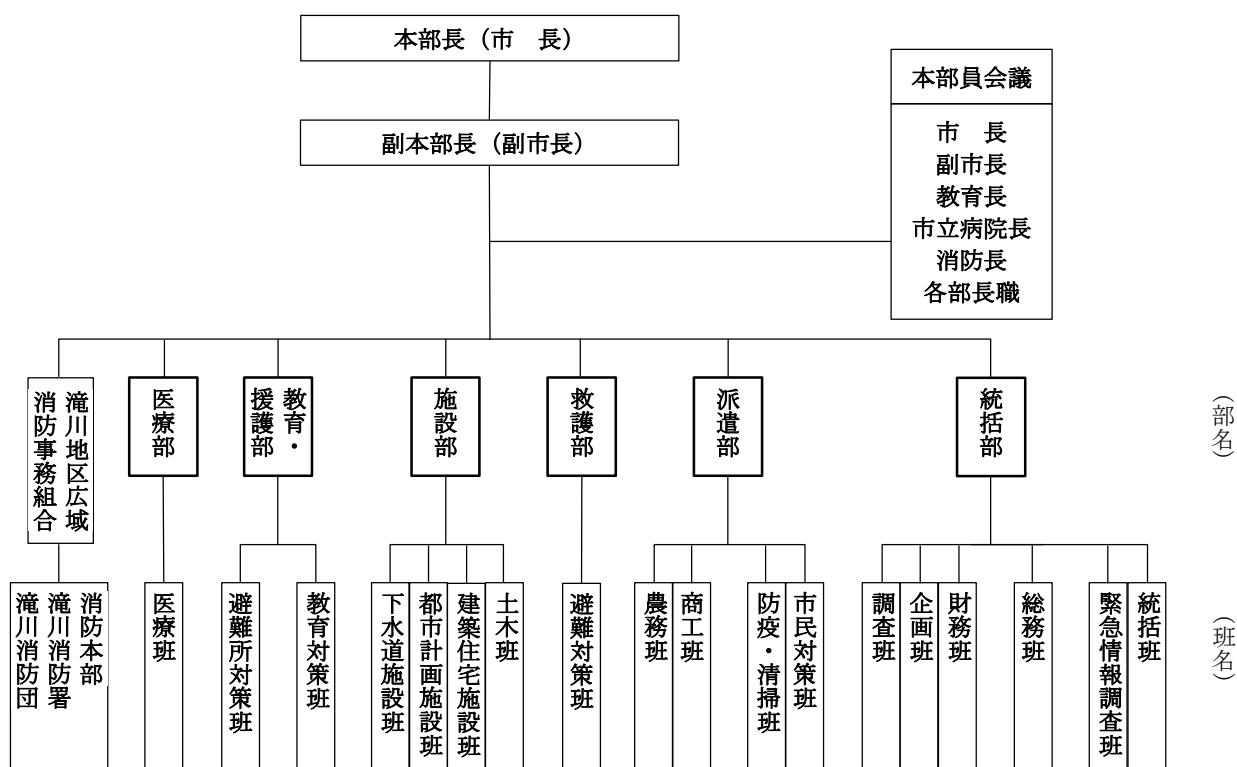 本部長（市　長）
副本部長（副市長）
本部員会議
市　長
副市長
教育長
市立病院長
消防長
各部長職
（部名）
統括部
派遣部
救護部
施設部
教育・
援護部
医療部
滝川地区広域
消防事務組合
（班名）
統括班
緊急情報調査班
総務班
財務班
企画班
調査班
市民対策班
防疫・清掃班
商工班
農務班
避難対策班
土木班
建築住宅施設班
都市計画施設班
下水道施設班
教育対策班
避難所対策班
医療班
消防本部
滝川消防署
滝川消防団